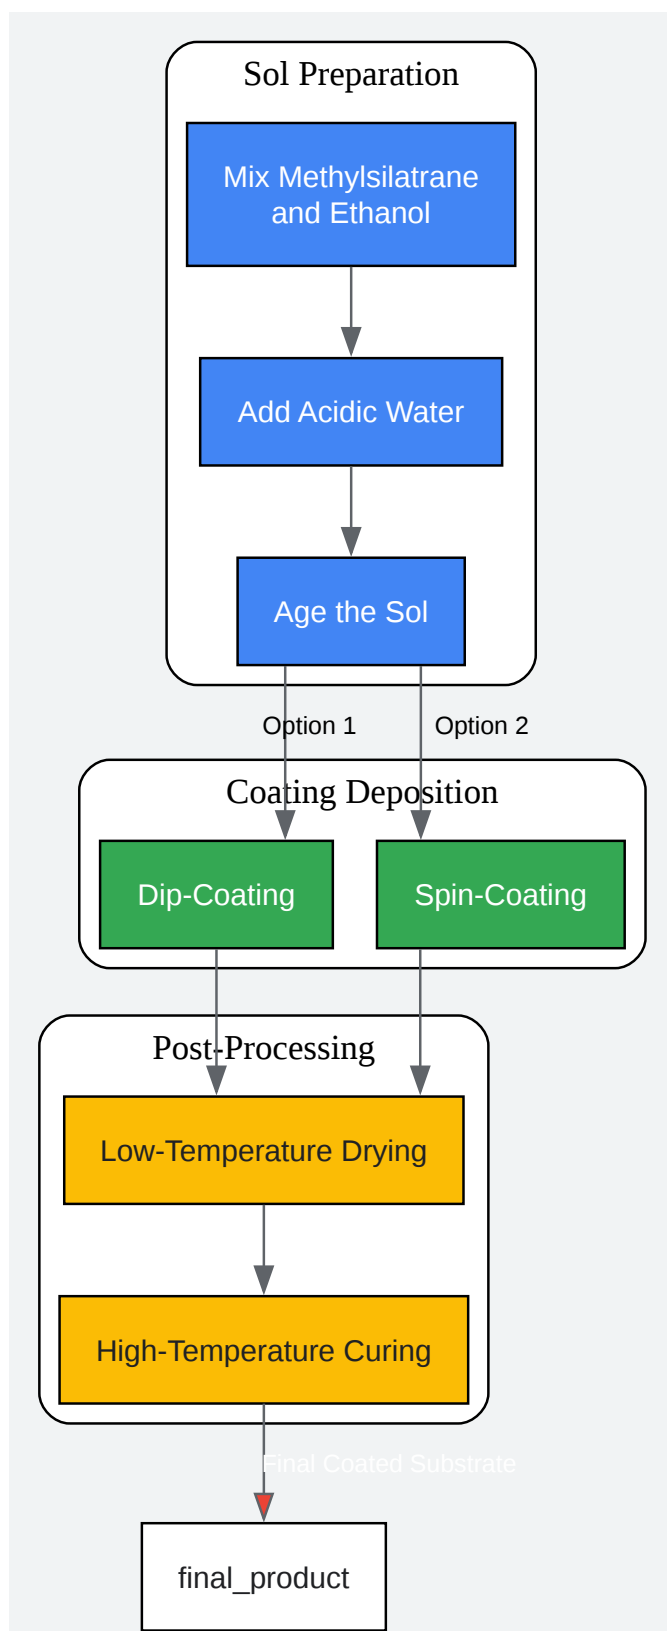 Sol Preparation
Mix Methylsilatrane
and Ethanol
Add Acidic Water
Age the Sol
Option 1
Option 2
Coating Deposition
Dip-Coating
Spin-Coating
Post-Processing
Low-Temperature Drying
High-Temperature Curing
Final Coated Substrate
final_product